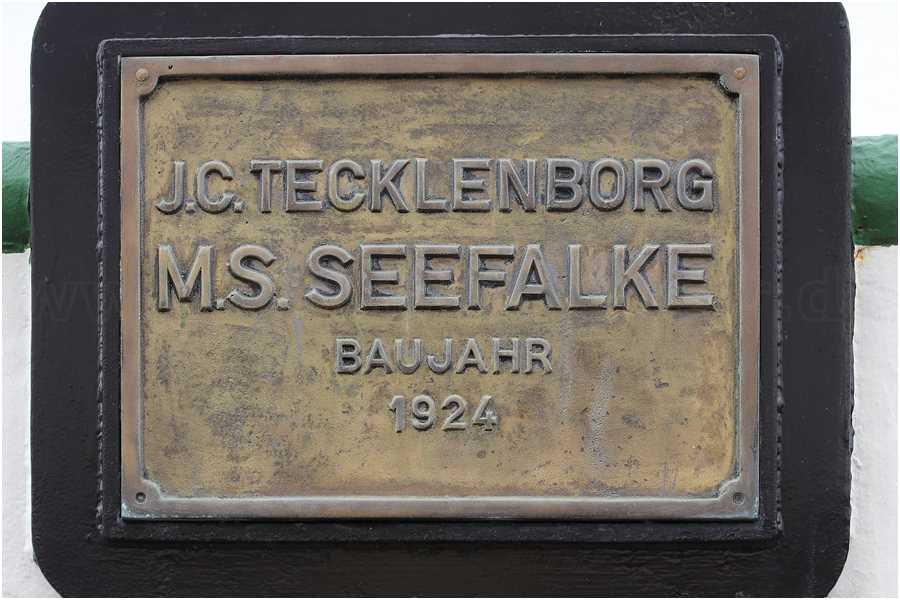 J.C. TECKLENBORG
M.S. SEEFALKE
BAUJAHR
1924